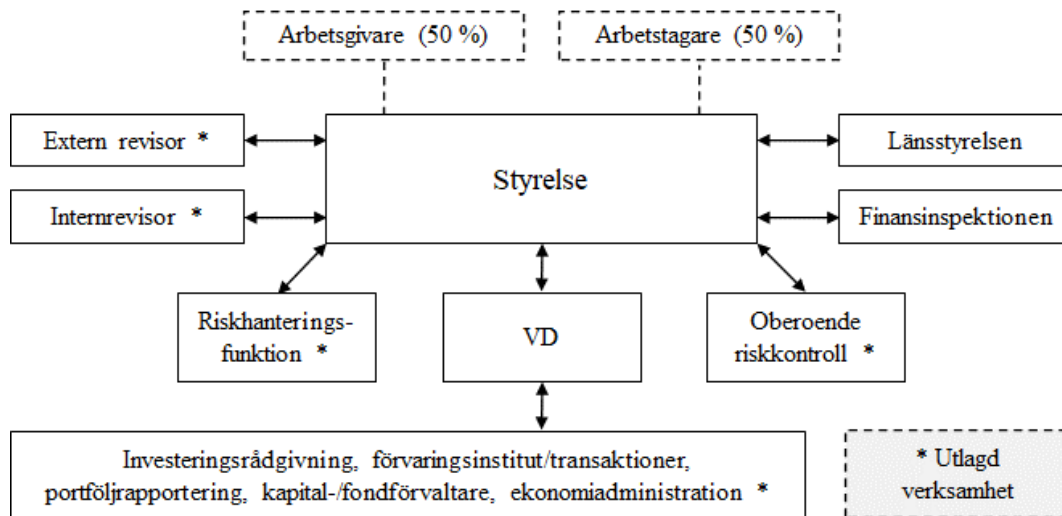 Arbetsgivare (50 %)
Arbetstagare (50 %)
Extern revisor *
Styrelse
Länsstyrelsen
Internrevisor *
Finansinspektionen
Riskhanterings-
funktion *
VD
Oberoende
riskkontroll *
Investeringsrådgivning, förvaringsinstitut/transaktioner,
portföljrapportering, kapital-/fondförvaltare, ekonomiadministration *
* Utlagd
verksamhet